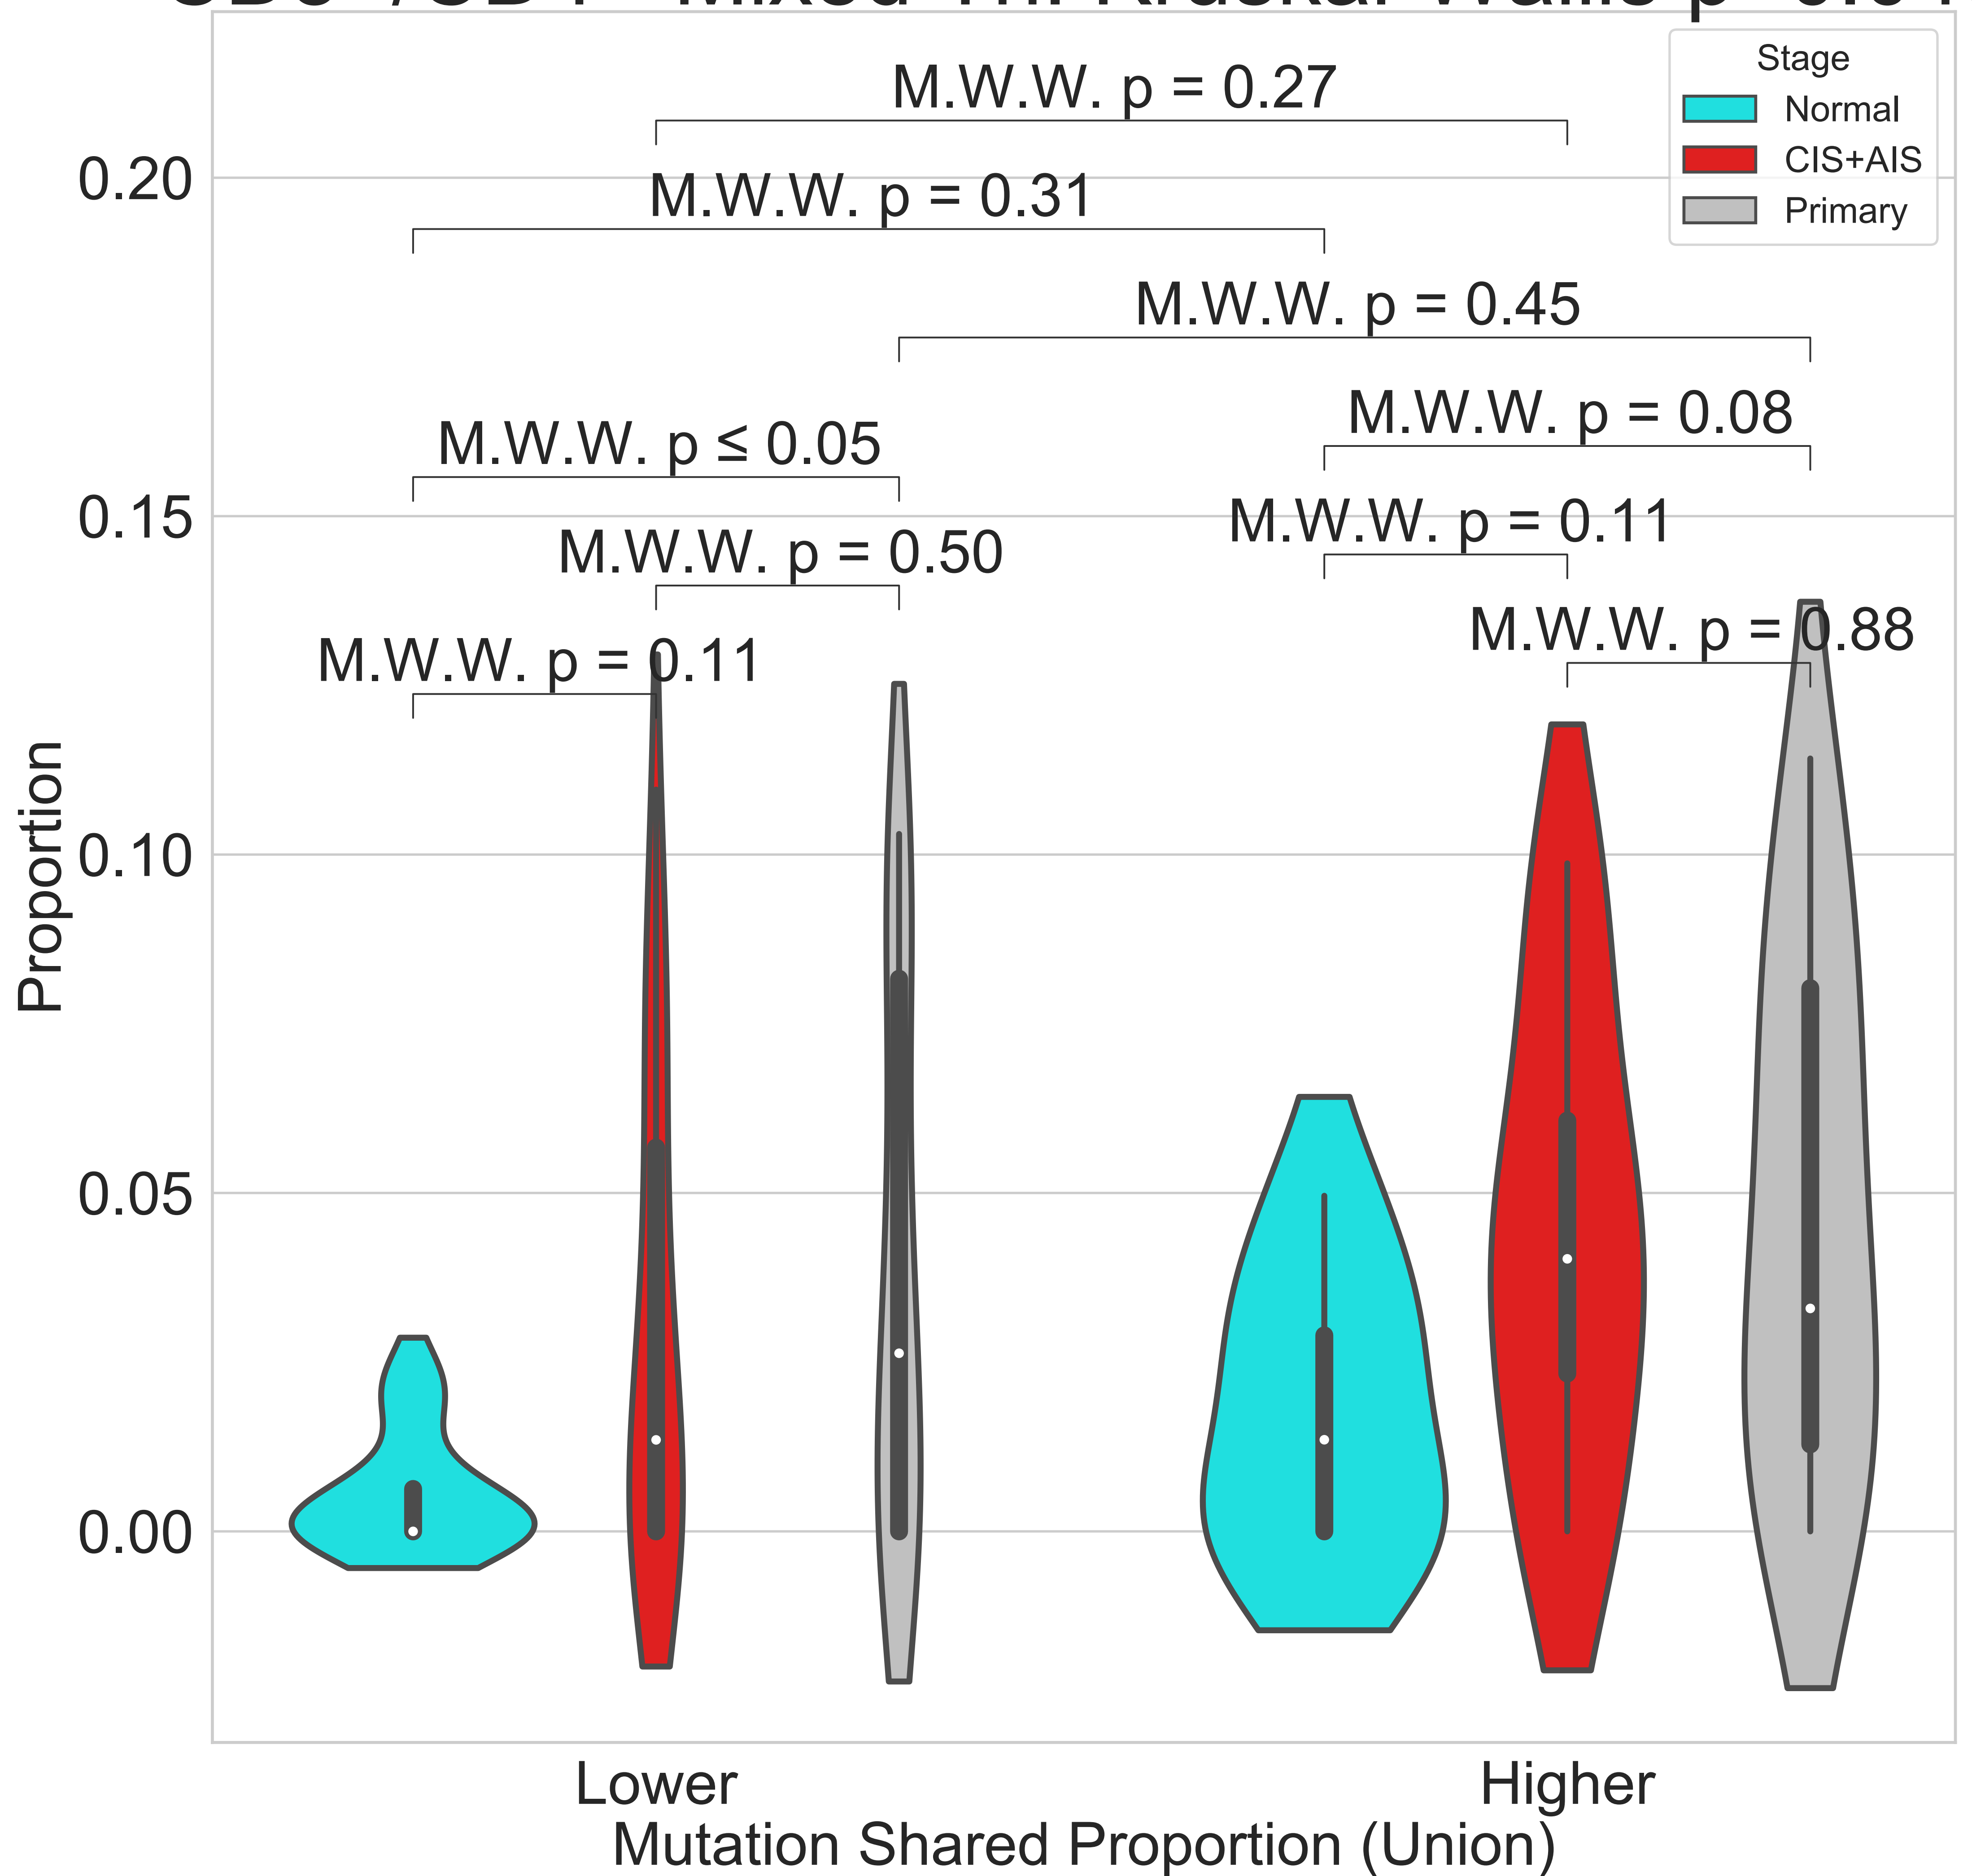 Stage
Normal
CIS+AIS
Primary
M.W.W. p = 0.27
M.W.W. p = 0.31
M.W.W. p = 0.45
M.W.W. p = 0.08
M.W.W. p ≤ 0.05
M.W.W. p = 0.11
M.W.W. p = 0.50
M.W.W. p = 0.88
M.W.W. p = 0.11
0.20
0.15
0.10
0.05
0.00
Proportion
Lower
Higher
Mutation Shared Proportion (Union)